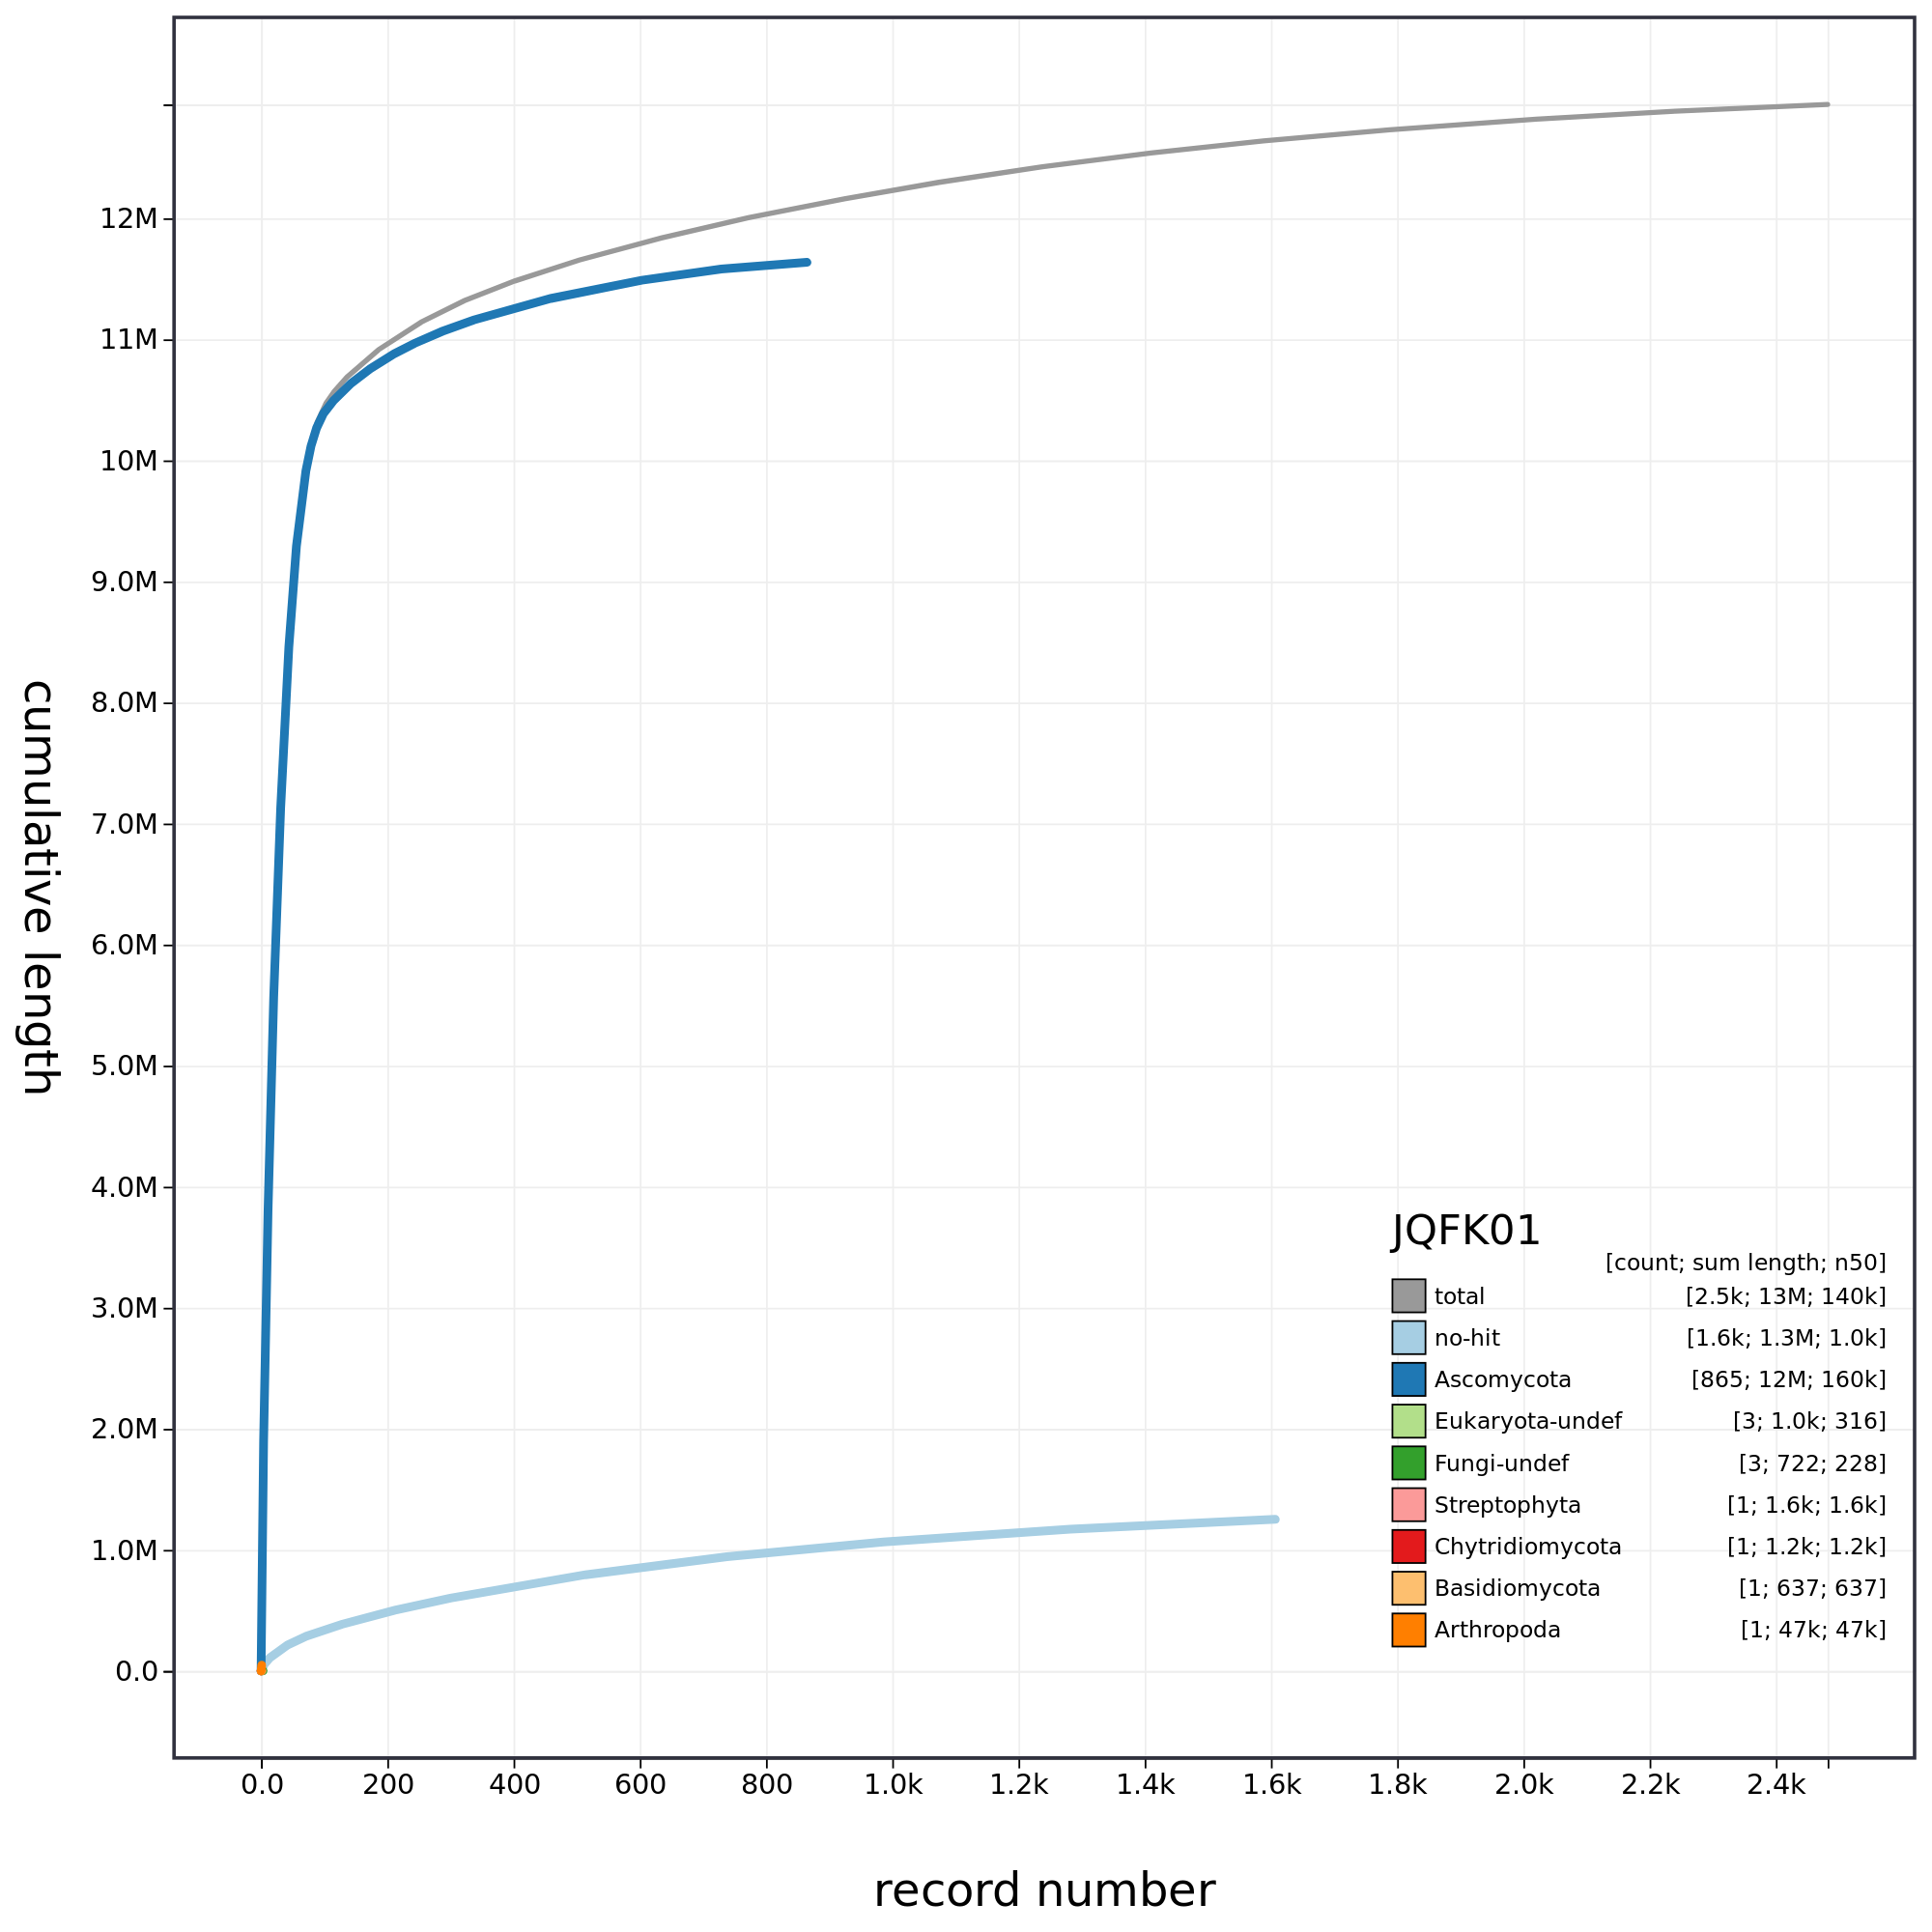 12M
11M
10M
9.0M
8.0M
7.0M
6.0M
5.0M
4.0M
3.0M
2.0M
1.0M
0.0
cumulative length
JQFK01
[count; sum length; n50]
total [2.5k; 13M; 140k]
no-hit [1.6k; 1.3M; 1.0k]
Ascomycota [865; 12M; 160k]
Eukaryota-undef [3; 1.0k; 316]
Fungi-undef [3; 722; 228]
Streptophyta [1; 1.6k; 1.6k]
Chytridiomycota [1; 1.2k; 1.2k]
Basidiomycota [1; 637; 637]
Arthropoda [1; 47k; 47k]
0.0 200 400 600 800 1.0k 1.2k 1.4k 1.6k 1.8k 2.0k 2.2k 2.4k
record number